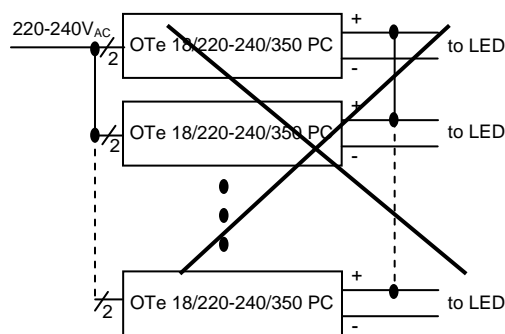 220-240VAC
2
OTe 18/220-240/350 PC
+
-
to LED
2
OTe 18/220-240/350 PC
+
-
to LED
2
OTe 18/220-240/350 PC
+
-
to LED